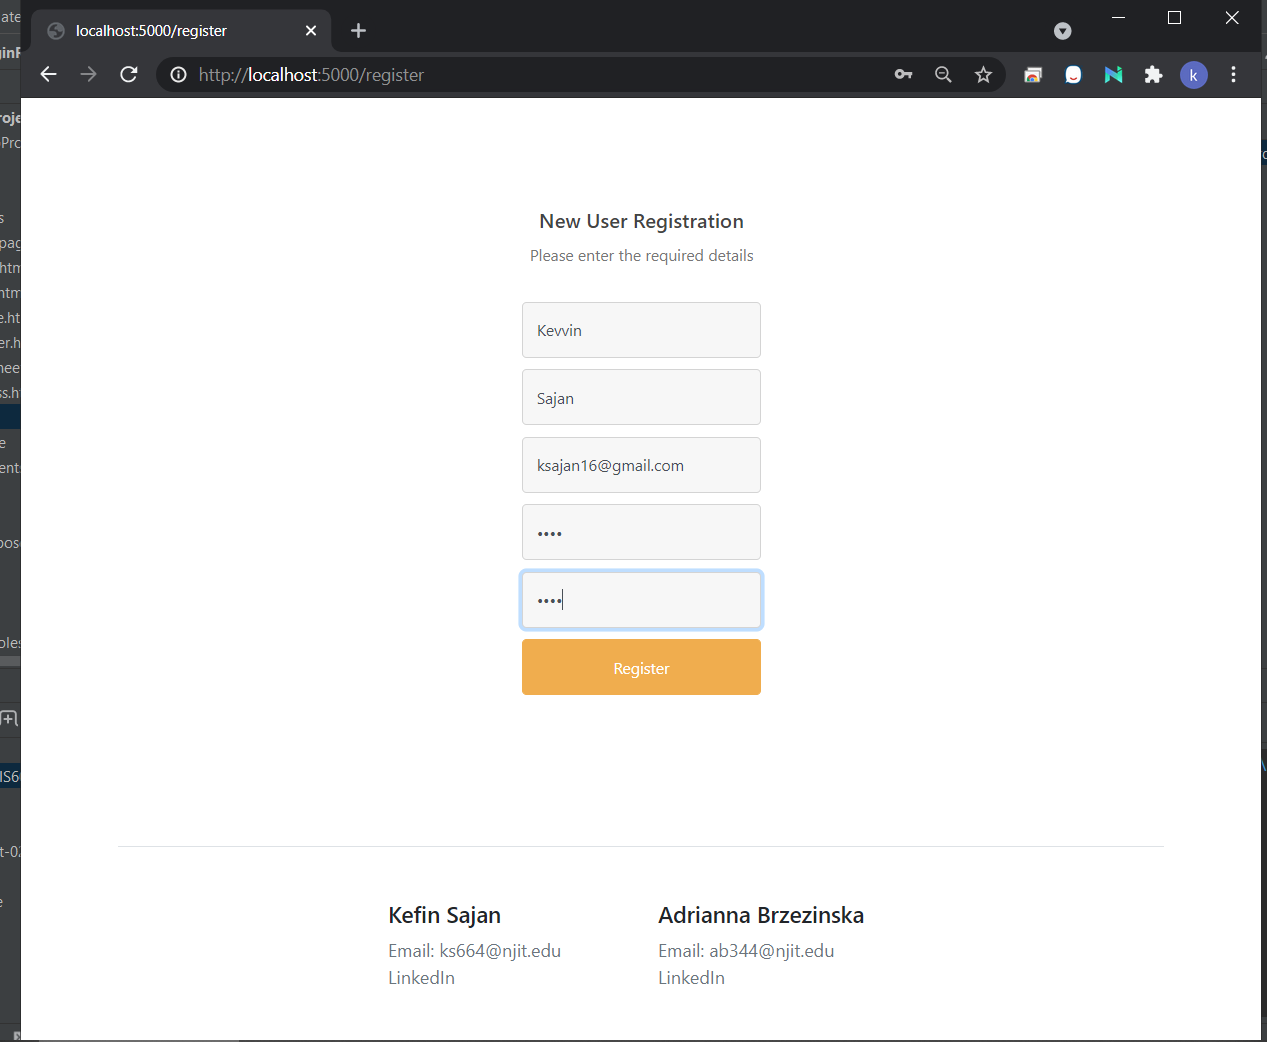 localhost:5000/register
http://localhost:5000/register
k
New User Registration
Please enter the required details
Kevvin
Sajan
ksajan16@gmail.com
••••
••••
Register
Kefin Sajan
Email: ks664@njit.edu
LinkedIn
Adrianna Brzezinska
Email: ab344@njit.edu
LinkedIn